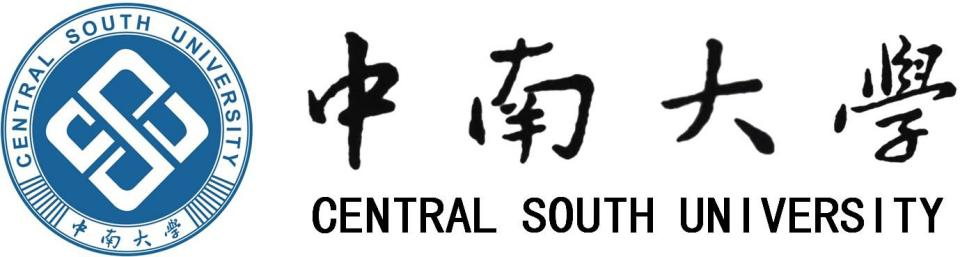 CENTRAL SOUTH UNIVERSITY
中南大學
中南大學
CENTRAL SOUTH UNIVERSITY